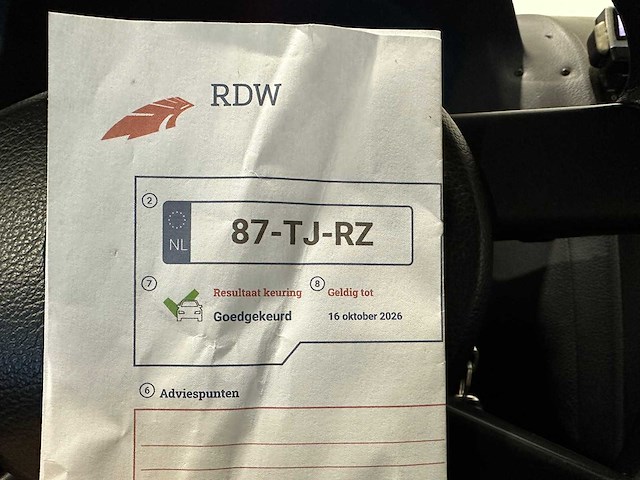 RDW
2
NL 87-TJ-RZ
7 Resultaat keuring 8 Geldig tot
Goedgekeurd 16 oktober 2026
6 Adviespunten